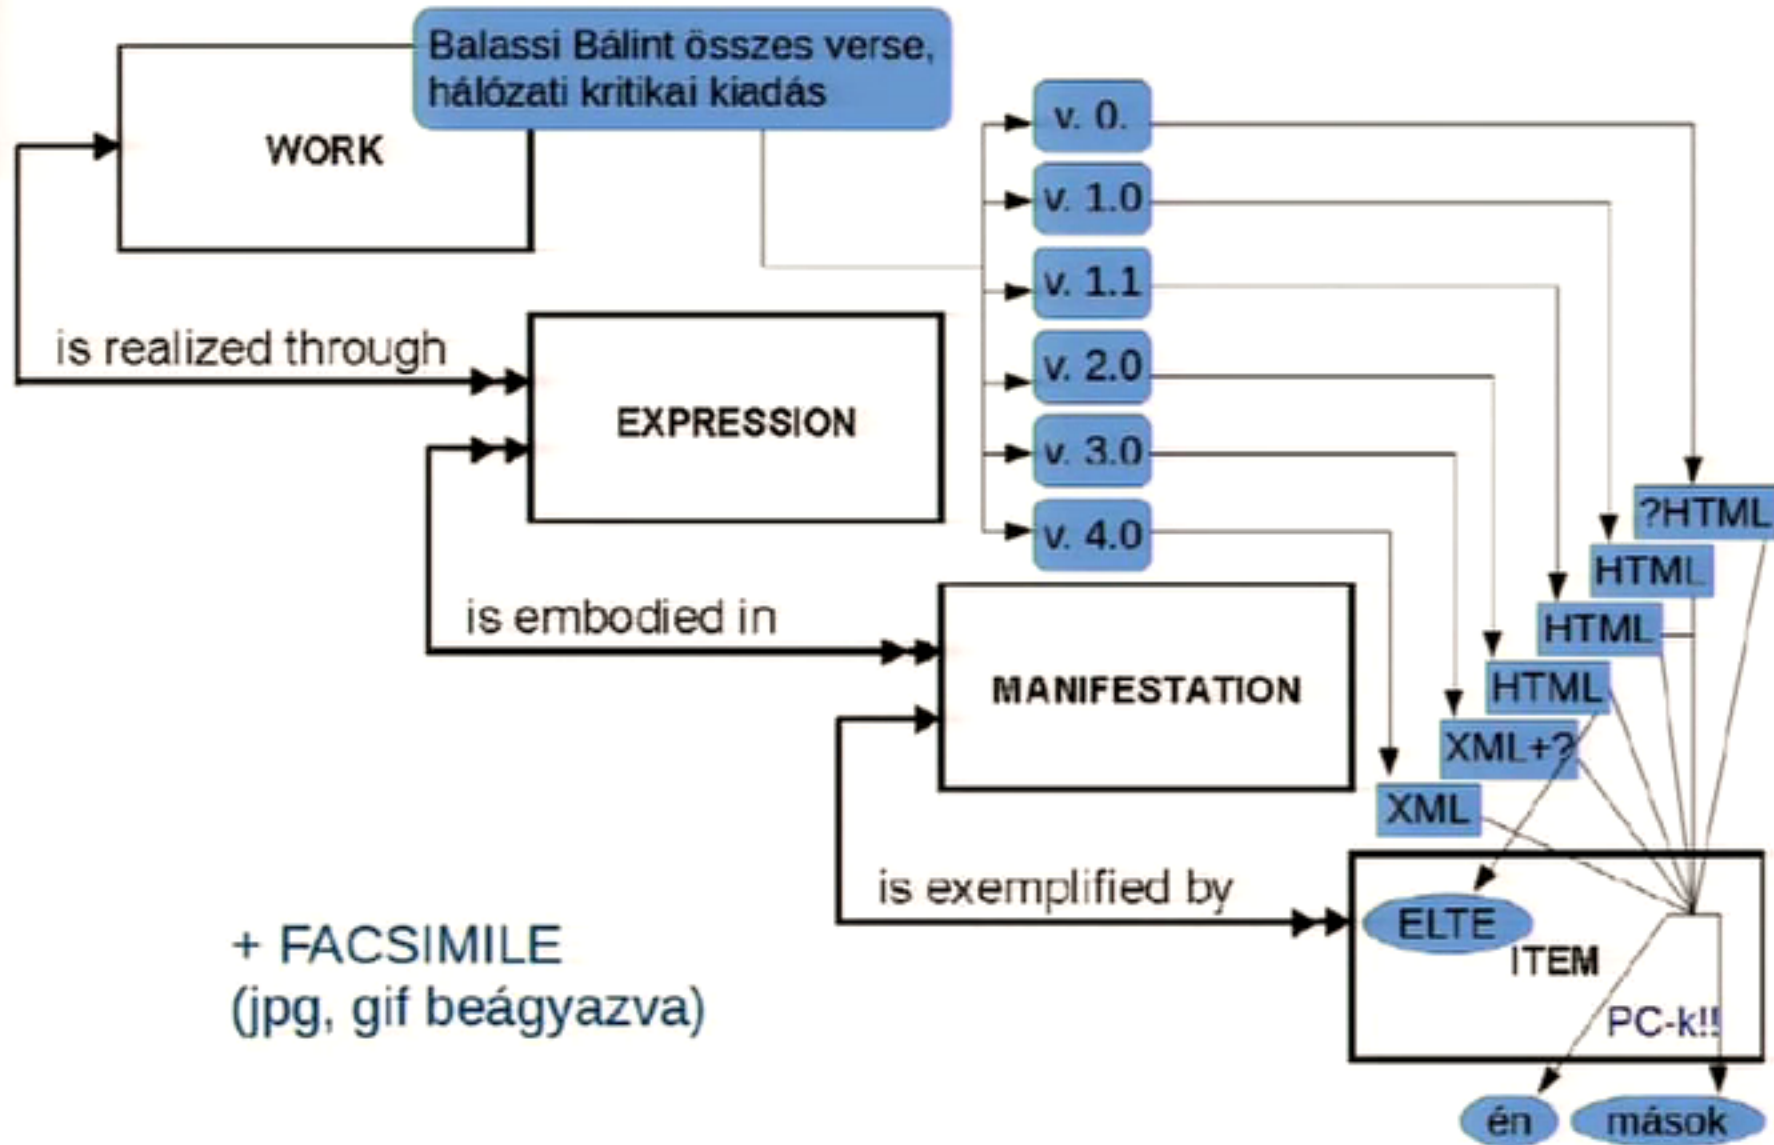 Balassi Bálint összes verse,
hálózati kritikai kiadás
WORK
v. 0.
v. 1.0
v. 1.1
v. 2.0
v. 3.0
v. 4.0
is realized through
EXPRESSION
?HTML
HTML
HTML
HTML
XML+?
XML
is embodied in
MANIFESTATION
is exemplified by
ELTE
ITEM
PC-k!!
én
mások
+ FACSIMILE
(jpg, gif beágyazva)